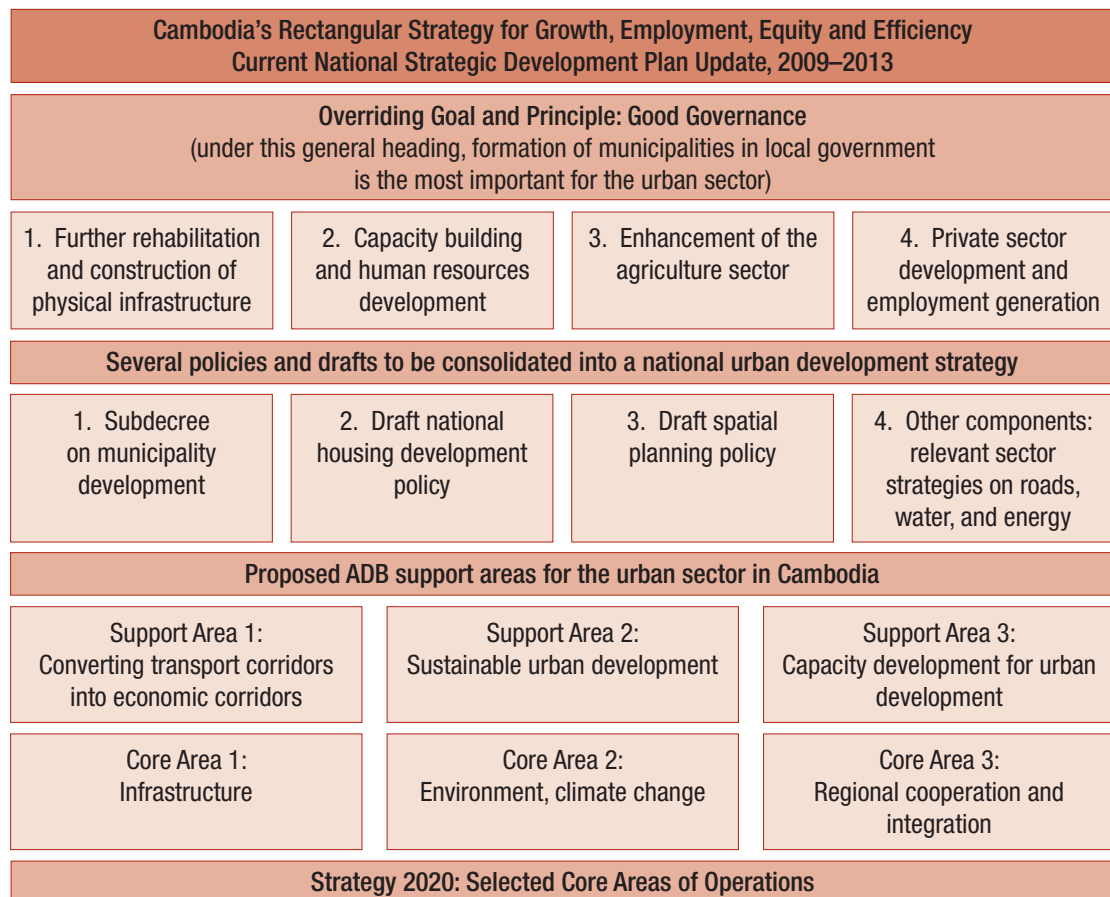 Cambodia’s Rectangular Strategy for Growth, Employment, Equity and Efficiency
Current National Strategic Development Plan Update, 2009–2013
Overriding Goal and Principle: Good Governance
(under this general heading, formation of municipalities in local government
is the most important for the urban sector)
1. Further rehabilitation
and construction of
physical infrastructure
2. Capacity building
and human resources
development
3. Enhancement of the
agriculture sector
4. Private sector
development and
employment generation
Several policies and drafts to be consolidated into a national urban development strategy
1. Subdecree
on municipality
development
2. Draft national
housing development
policy
3. Draft spatial
planning policy
4. Other components:
relevant sector
strategies on roads,
water, and energy
Proposed ADB support areas for the urban sector in Cambodia
Support Area 1:
Converting transport corridors
into economic corridors
Support Area 2:
Sustainable urban development
Support Area 3:
Capacity development for urban
development
Core Area 1:
Infrastructure
Core Area 2:
Environment, climate change
Core Area 3:
Regional cooperation and
integration
Strategy 2020: Selected Core Areas of Operations